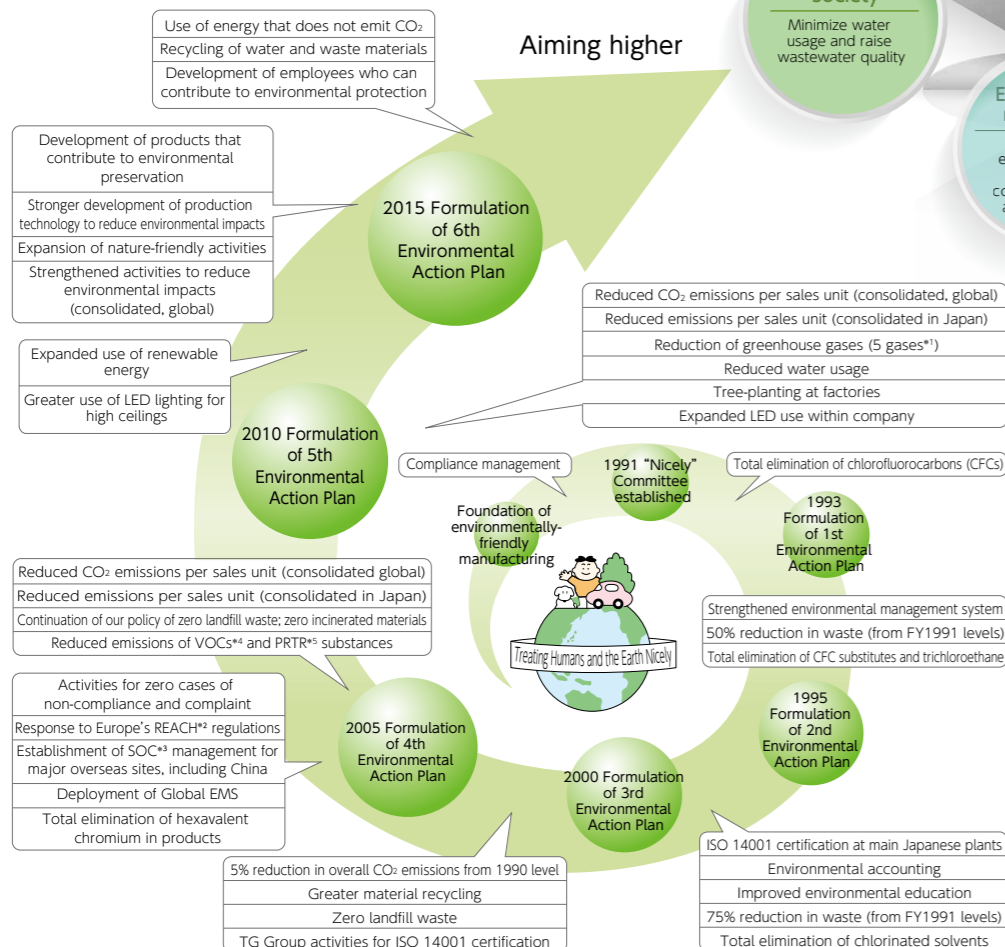 Use of energy that does not emit CO₂
Recycling of water and waste materials
Development of employees who can
contribute to environmental protection
Aiming higher
Minimize water
usage and raise
wastewater quality
Development of products that
contribute to environmental
preservation
Stronger development of production
technology to reduce environmental impacts
Expansion of nature-friendly activities
Strengthened activities to reduce
environmental impacts
(consolidated, global)
2015 Formulation
of 6th
Environmental
Action Plan
Reduced CO₂ emissions per sales unit (consolidated, global)
Reduced emissions per sales unit (consolidated in Japan)
Reduction of greenhouse gases (5 gases*¹)
Reduced water usage
Tree-planting at factories
Expanded LED use within company
Expanded use of renewable
energy
Greater use of LED lighting for
high ceilings
2010 Formulation
of 5th
Environmental
Action Plan
Compliance management
1991 “Nicely”
Committee
established
Total elimination of chlorofluorocarbons (CFCs)
Foundation of
environmentally-
friendly
manufacturing
1993
Formulation
of 1st
Environmental
Action Plan
Treating Humans and the Earth Nicely
Reduced CO₂ emissions per sales unit (consolidated global)
Reduced emissions per sales unit (consolidated in Japan)
Continuation of our policy of zero landfill waste; zero incinerated materials
Reduced emissions of VOCs*⁴ and PRTR*⁵ substances
Strengthened environmental management system
50% reduction in waste (from FY1991 levels)
Total elimination of CFC substitutes and trichloroethane
Activities for zero cases of
non-compliance and complaint
Response to Europe’s REACH*² regulations
Establishment of SOC*³ management for
major overseas sites, including China
Deployment of Global EMS
Total elimination of hexavalent
chromium in products
2005 Formulation
of 4th
Environmental
Action Plan
2000 Formulation
of 3rd
Environmental
Action Plan
1995
Formulation
of 2nd
Environmental
Action Plan
5% reduction in overall CO₂ emissions from 1990 level
Greater material recycling
Zero landfill waste
TG Group activities for ISO 14001 certification
ISO 14001 certification at main Japanese plants
Environmental accounting
Improved environmental education
75% reduction in waste (from FY1991 levels)
Total elimination of chlorinated solvents